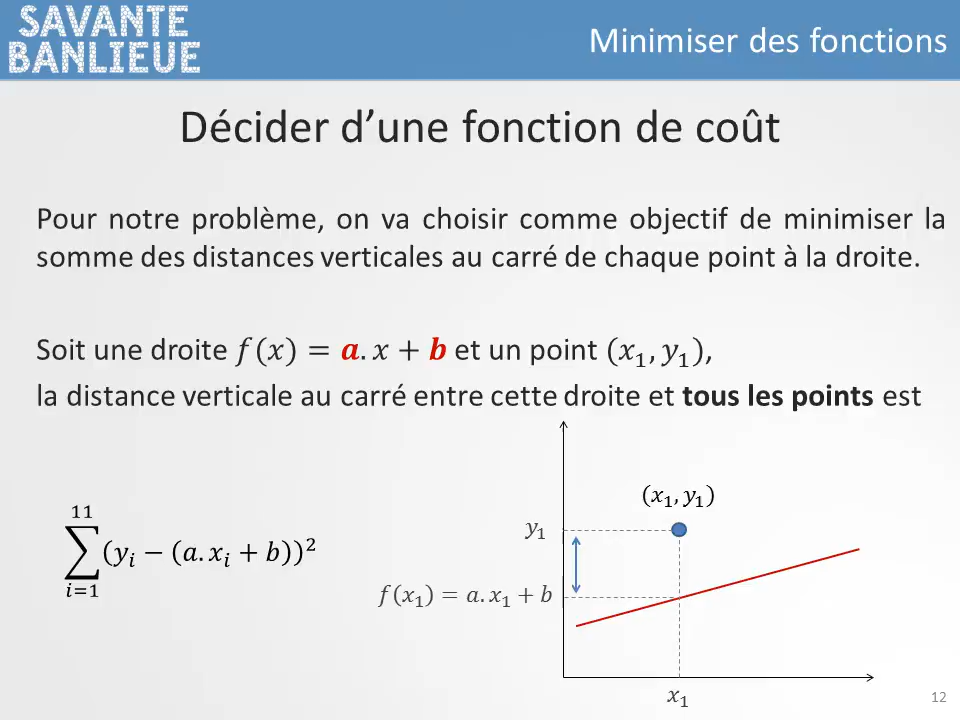 SAVANTE
BANLIEUE
Minimiser des fonctions
Décider d’une fonction de coût
Pour notre problème, on va choisir comme objectif de minimiser la
somme des distances verticales au carré de chaque point à la droite.
Soit une droite 𝑓(𝑥) = 𝒂. 𝑥 + 𝒃 et un point (𝑥₁, 𝑦₁),
la distance verticale au carré entre cette droite et tous les points est
(𝑥₁, 𝑦₁)
𝑦₁
11
∑(𝑦ᵢ − (𝑎. 𝑥ᵢ + 𝑏))²
𝑖=1
𝑓(𝑥₁) = 𝑎. 𝑥₁ + 𝑏
𝑥₁
12